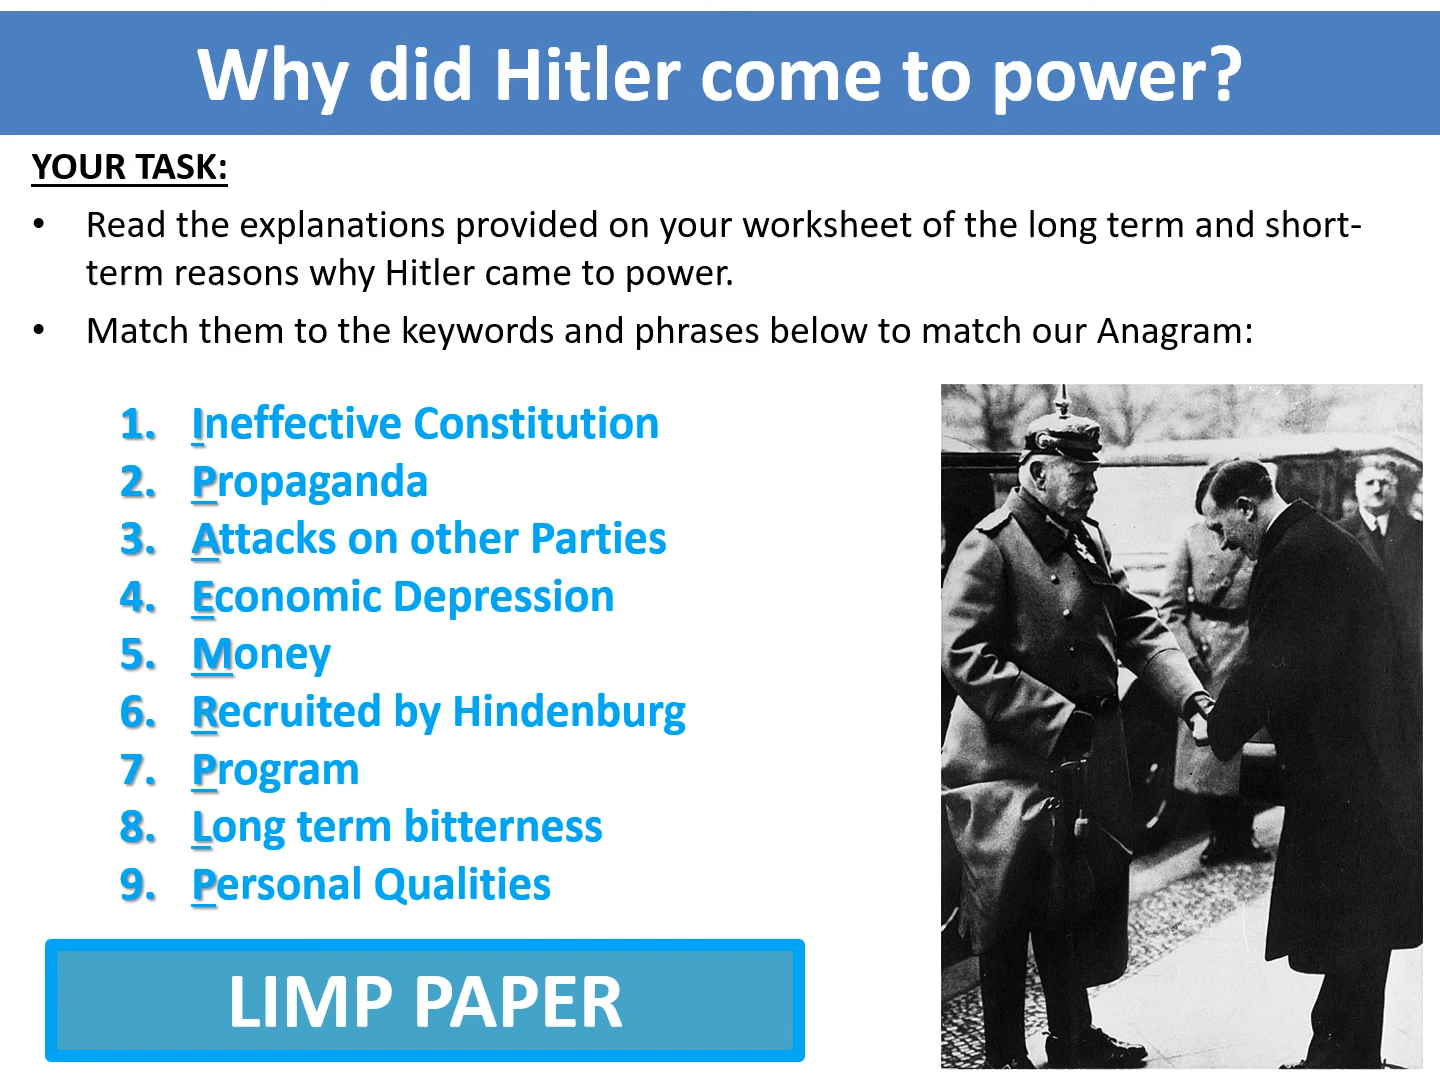 Why did Hitler come to power?
YOUR TASK:
• Read the explanations provided on your worksheet of the long term and short-
term reasons why Hitler came to power.
• Match them to the keywords and phrases below to match our Anagram:
1. Ineffective Constitution
2. Propaganda
3. Attacks on other Parties
4. Economic Depression
5. Money
6. Recruited by Hindenburg
7. Program
8. Long term bitterness
9. Personal Qualities
LIMP PAPER